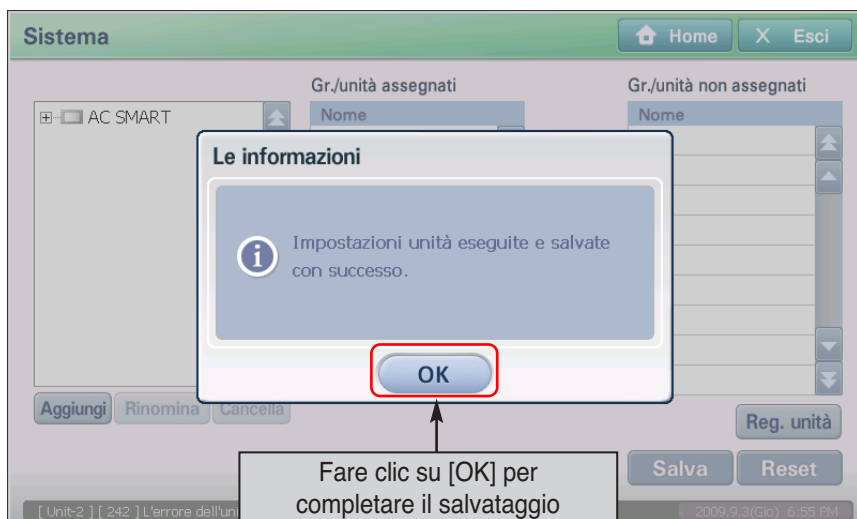 Sistema
Home
X Esci
Gr./unità assegnati
Gr./unità non assegnati
AC SMART
Nome
Nome
Le informazioni
Impostazioni unità eseguite e salvate
con successo.
OK
Aggiungi
Rinomina
Cancella
Reg. unità
Fare clic su [OK] per
completare il salvataggio
Salva
Reset
[ Unit-2 ] [ 242 ] L'errore dell'uni
2009.9.3(Gio) 6:55 PM